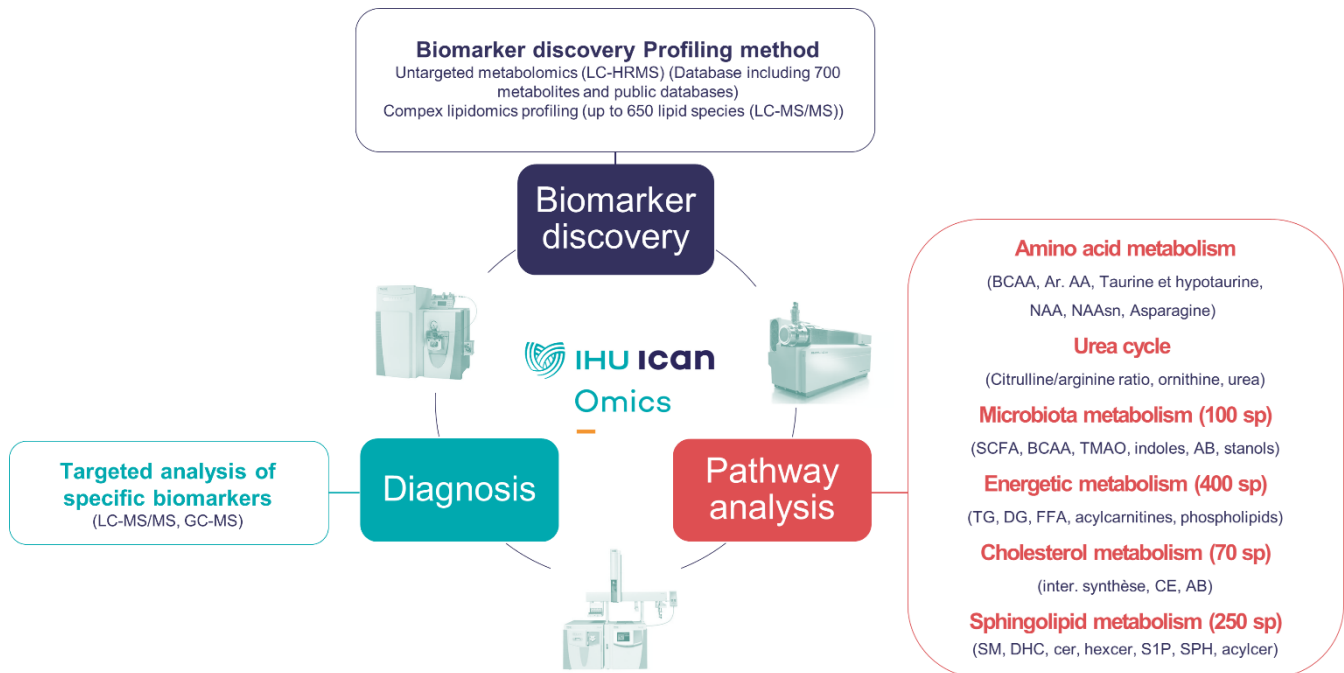 Biomarker discovery Profiling method
Untargeted metabolomics (LC-HRMS) (Database including 700
metabolites and public databases)
Compex lipidomics profiling (up to 650 lipid species (LC-MS/MS))
Biomarker
discovery
IHU ICAN
Omics
Diagnosis
Targeted analysis of
specific biomarkers
(LC-MS/MS, GC-MS)
Pathway
analysis
Amino acid metabolism
(BCAA, Ar. AA, Taurine et hypotaurine,
NAA, NAAsn, Asparagine)
Urea cycle
(Citrulline/arginine ratio, ornithine, urea)
Microbiota metabolism (100 sp)
(SCFA, BCAA, TMAO, indoles, AB, stanols)
Energetic metabolism (400 sp)
(TG, DG, FFA, acylcarnitines, phospholipids)
Cholesterol metabolism (70 sp)
(inter. synthèse, CE, AB)
Sphingolipid metabolism (250 sp)
(SM, DHC, cer, hexcer, S1P, SPH, acylcer)